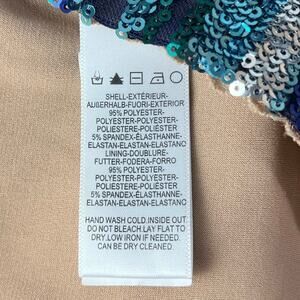 SHELL-EXTÉRIEUR-
AUßERHALB-FUORI-EXTERIOR
95% POLYESTER-
POLYESTER-POLYESTER-
POLIESTERE-POLIÉSTER
5% SPANDEX-ÉLASTHANNE-
ELASTAN-ELASTAN-ELASTANO
LINING-DOUBLURE-
FUTTER-FODERA-FORRO
95% POLYESTER-
POLYESTER-POLYESTER-
POLIESTERE-POLIÉSTER
5% SPANDEX-ÉLASTHANNE
ELASTAN-ELASTAN-ELASTANO
HAND WASH COLD.INSIDE OUT.
DO NOT BLEACH.LAY FLAT TO
DRY.LOW IRON IF NEEDED.
CAN BE DRY CLEANED.